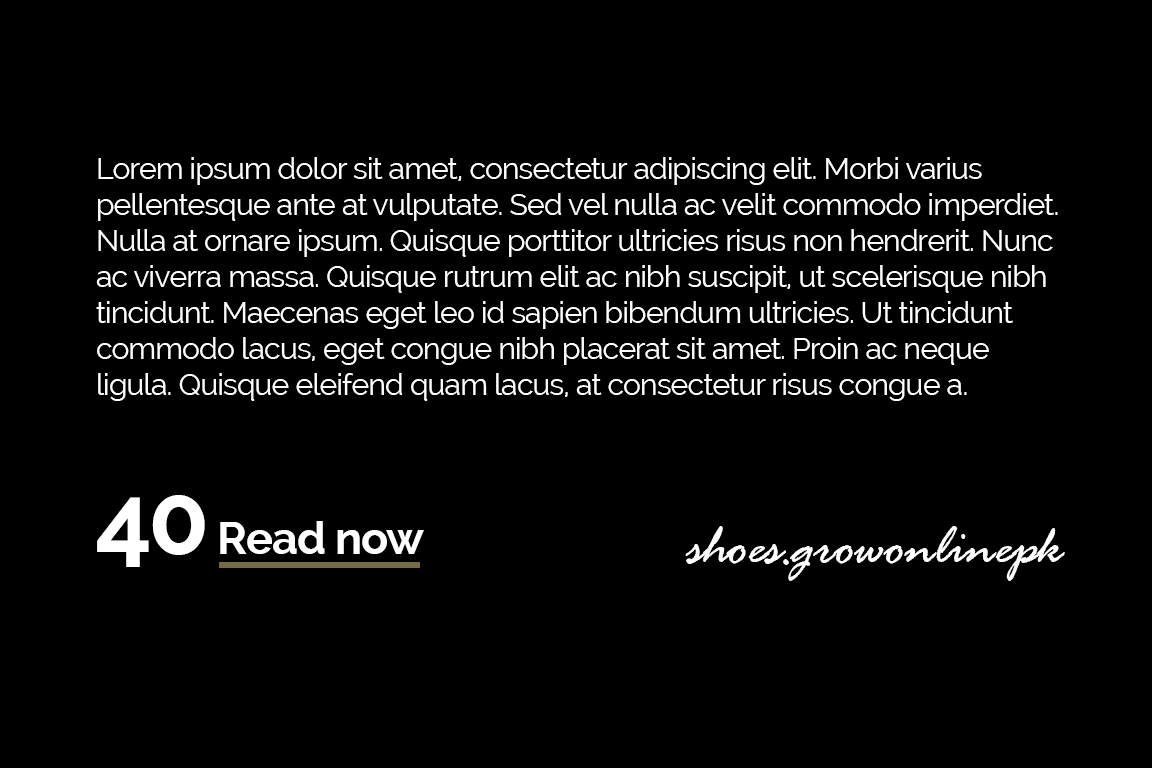 Lorem ipsum dolor sit amet, consectetur adipiscing elit. Morbi varius
pellentesque ante at vulputate. Sed vel nulla ac velit commodo imperdiet.
Nulla at ornare ipsum. Quisque porttitor ultricies risus non hendrerit. Nunc
ac viverra massa. Quisque rutrum elit ac nibh suscipit, ut scelerisque nibh
tincidunt. Maecenas eget leo id sapien bibendum ultricies. Ut tincidunt
commodo lacus, eget congue nibh placerat sit amet. Proin ac neque
ligula. Quisque eleifend quam lacus, at consectetur risus congue a.
40 Read now
shoes.growonlinepk